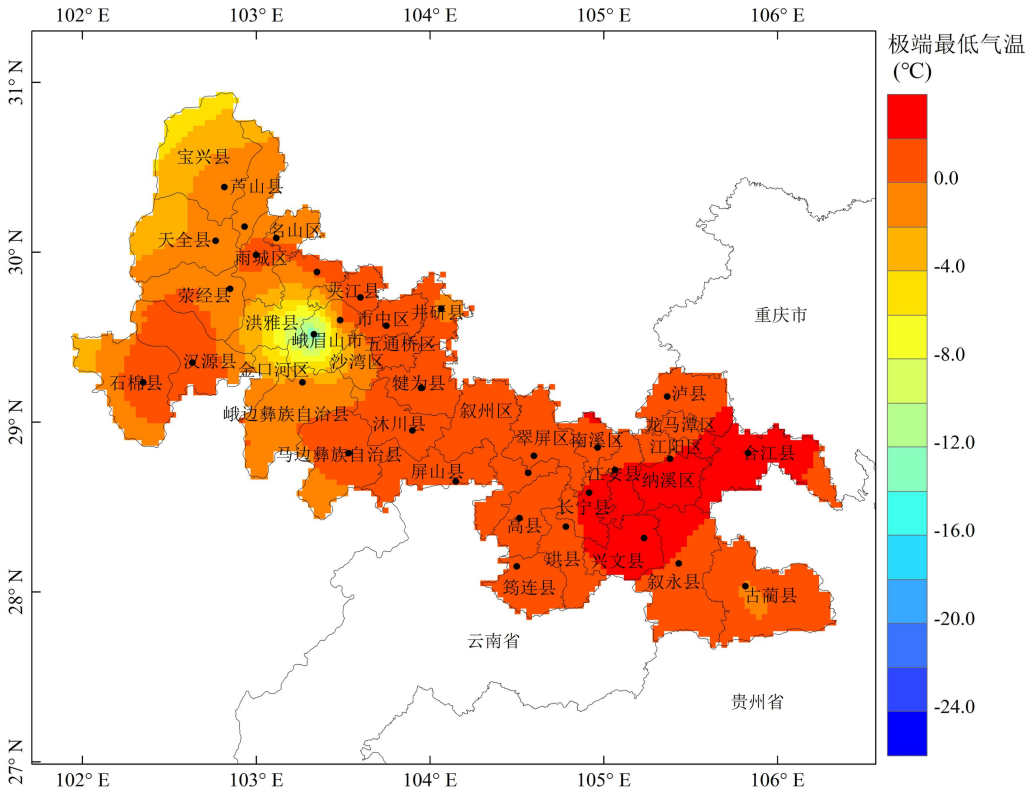 102° E 103° E 104° E 105° E 106° E
极端最低气温
(℃)
31° N
30° N
29° N
28° N
27° N
宝兴县
芦山县
天全县
名山区
雨城区
荥经县
夹江县
洪雅县
市中区
井研县
峨眉山市
五通桥区
沙湾区
汉源县
金口河区
石棉县
犍为县
峨边彝族自治县
沐川县
叙州区
马边彝族自治县
屏山县
翠屏区
南溪区
泸县
龙马潭区
江阳区
合江县
江安县
纳溪区
长宁县
高县
珙县
兴文县
筠连县
叙永县
古蔺县
重庆市
云南省
贵州省
0.0
-4.0
-8.0
-12.0
-16.0
-20.0
-24.0
102° E 103° E 104° E 105° E 106° E